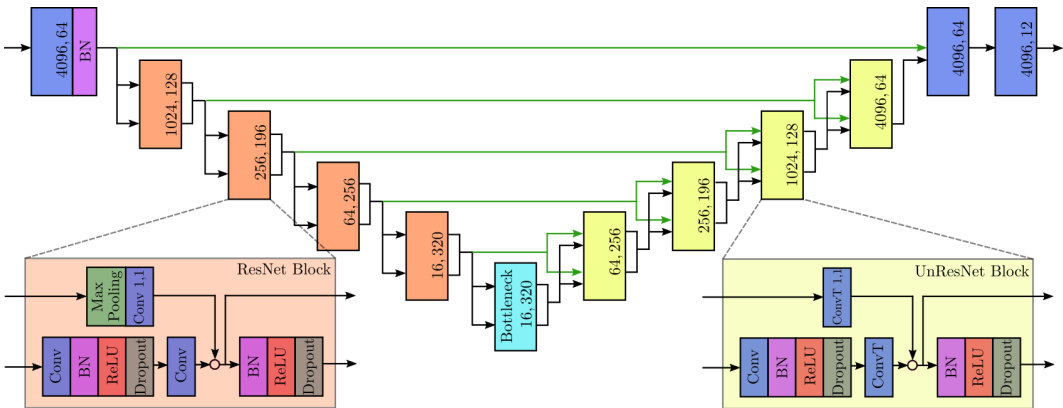 4096, 64
BN
1024, 128
256, 196
64, 256
16, 320
Bottleneck
16, 320
64, 256
256, 196
1024, 128
4096, 64
4096, 64
4096, 12
ResNet Block
Max
Pooling
Conv 1,1
Conv
BN
ReLU
Dropout
Conv
BN
ReLU
Dropout
UnResNet Block
ConvT 1,1
Conv
BN
ReLU
Dropout
ConvT
BN
ReLU
Dropout